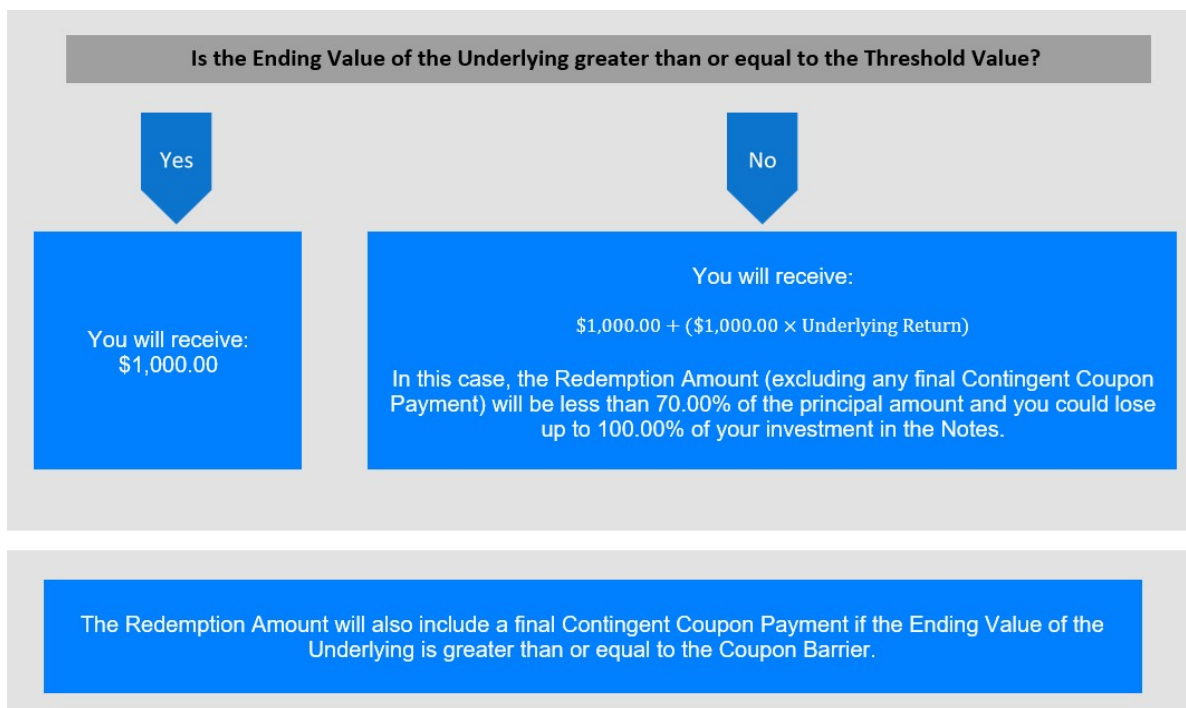 Is the Ending Value of the Underlying greater than or equal to the Threshold Value?
Yes
No
You will receive:
$1,000.00
You will receive:
$1,000.00 + ($1,000.00 × Underlying Return)
In this case, the Redemption Amount (excluding any final Contingent Coupon
Payment) will be less than 70.00% of the principal amount and you could lose
up to 100.00% of your investment in the Notes.
The Redemption Amount will also include a final Contingent Coupon Payment if the Ending Value of the
Underlying is greater than or equal to the Coupon Barrier.